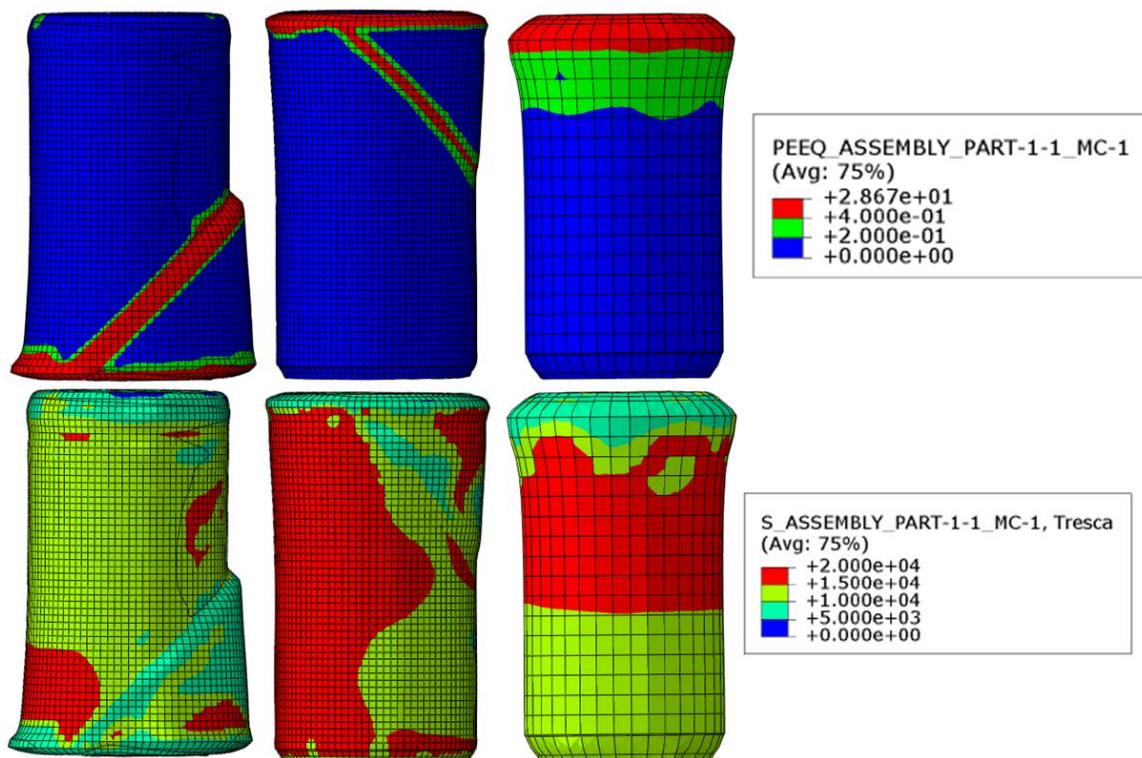 PEEQ_ASSEMBLY_PART-1-1_MC-1
(Avg: 75%)
+2.867e+01
+4.000e-01
+2.000e-01
+0.000e+00
S_ASSEMBLY_PART-1-1_MC-1, Tresca
(Avg: 75%)
+2.000e+04
+1.500e+04
+1.000e+04
+5.000e+03
+0.000e+00